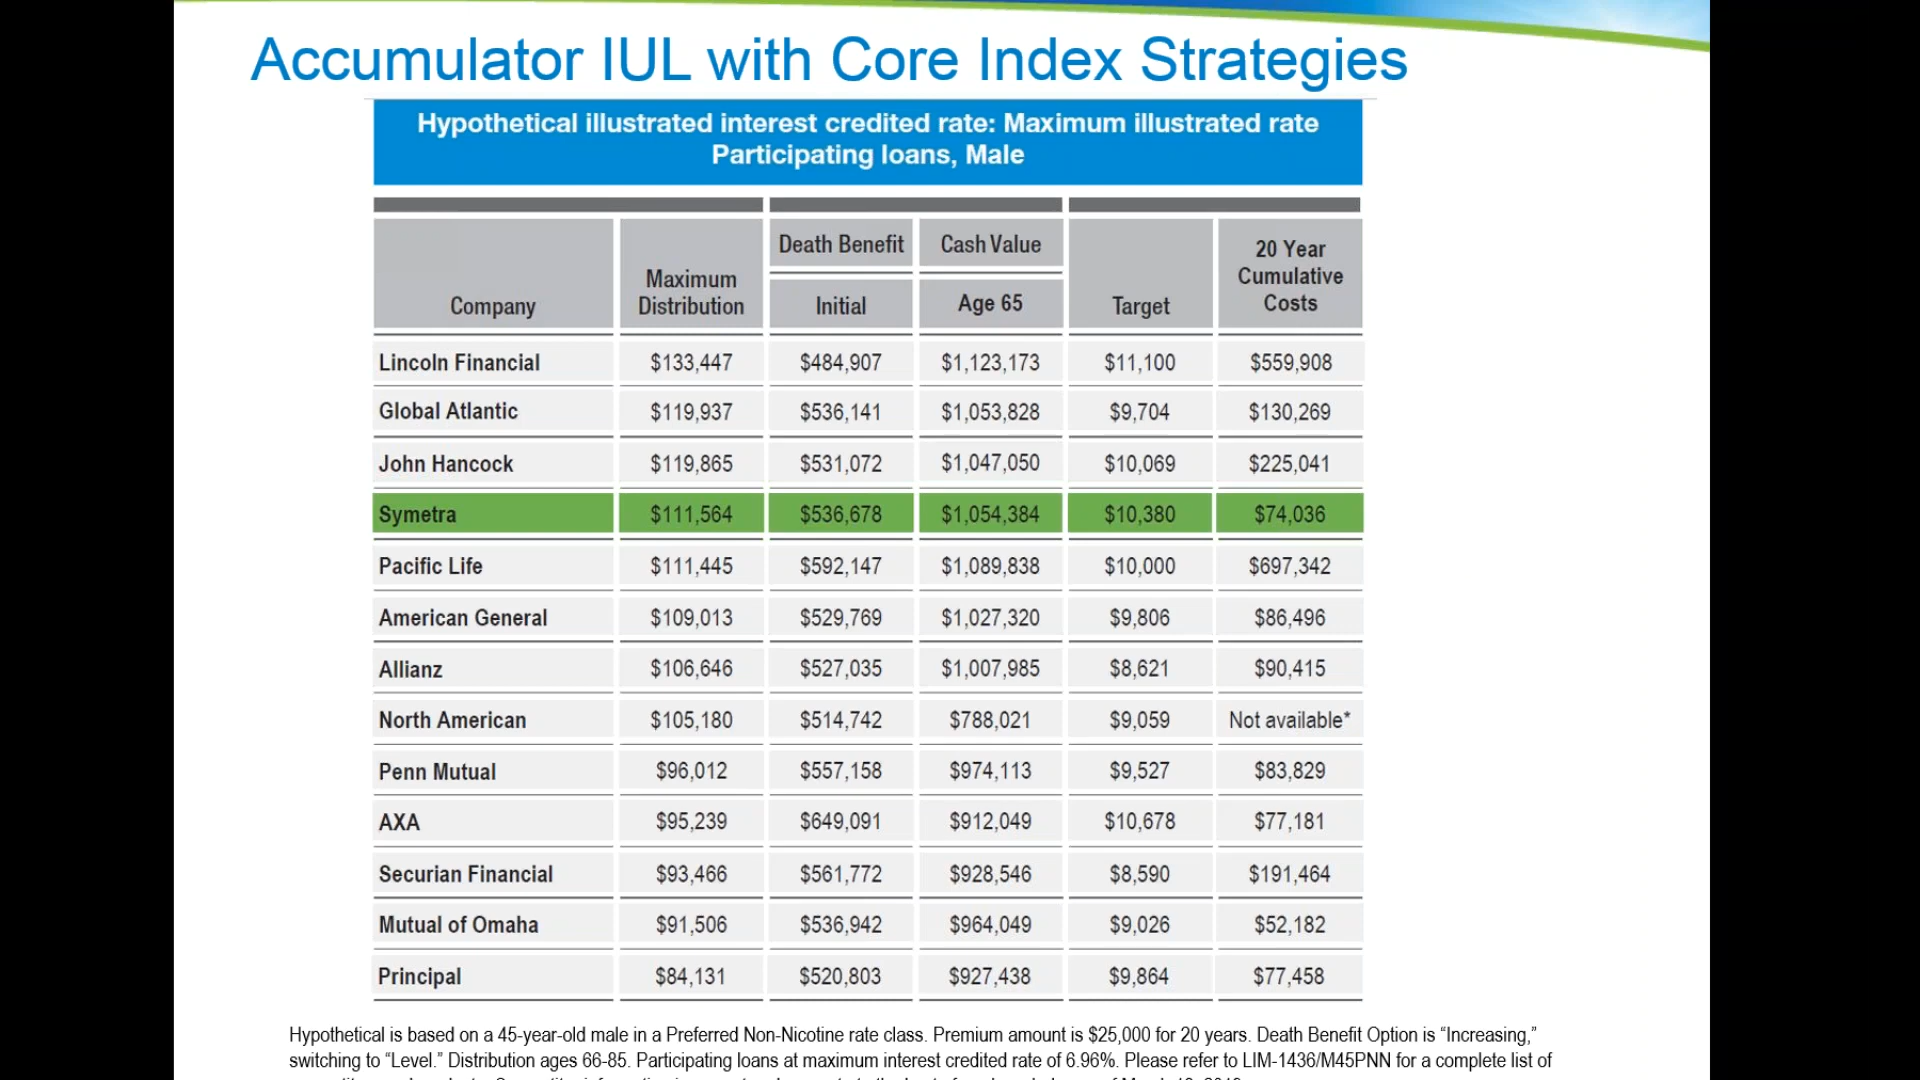 Accumulator IUL with Core Index Strategies
Hypothetical illustrated interest credited rate: Maximum illustrated rate
Participating loans, Male
Company Maximum Distribution Death Benefit Initial Cash Value Age 65 Target 20 Year Cumulative Costs
Lincoln Financial $133,447 $484,907 $1,123,173 $11,100 $559,908
Global Atlantic $119,937 $536,141 $1,053,828 $9,704 $130,269
John Hancock $119,865 $531,072 $1,047,050 $10,069 $225,041
Symetra $111,564 $536,678 $1,054,384 $10,380 $74,036
Pacific Life $111,445 $592,147 $1,089,838 $10,000 $697,342
American General $109,013 $529,769 $1,027,320 $9,806 $86,496
Allianz $106,646 $527,035 $1,007,985 $8,621 $90,415
North American $105,180 $514,742 $788,021 $9,059 Not available*
Penn Mutual $96,012 $557,158 $974,113 $9,527 $83,829
AXA $95,239 $649,091 $912,049 $10,678 $77,181
Securian Financial $93,466 $561,772 $928,546 $8,590 $191,464
Mutual of Omaha $91,506 $536,942 $964,049 $9,026 $52,182
Principal $84,131 $520,803 $927,438 $9,864 $77,458
Hypothetical is based on a 45-year-old male in a Preferred Non-Nicotine rate class. Premium amount is $25,000 for 20 years. Death Benefit Option is “Increasing,”
switching to “Level.” Distribution ages 66-85. Participating loans at maximum interest credited rate of 6.96%. Please refer to LIM-1436/M45PNN for a complete list of